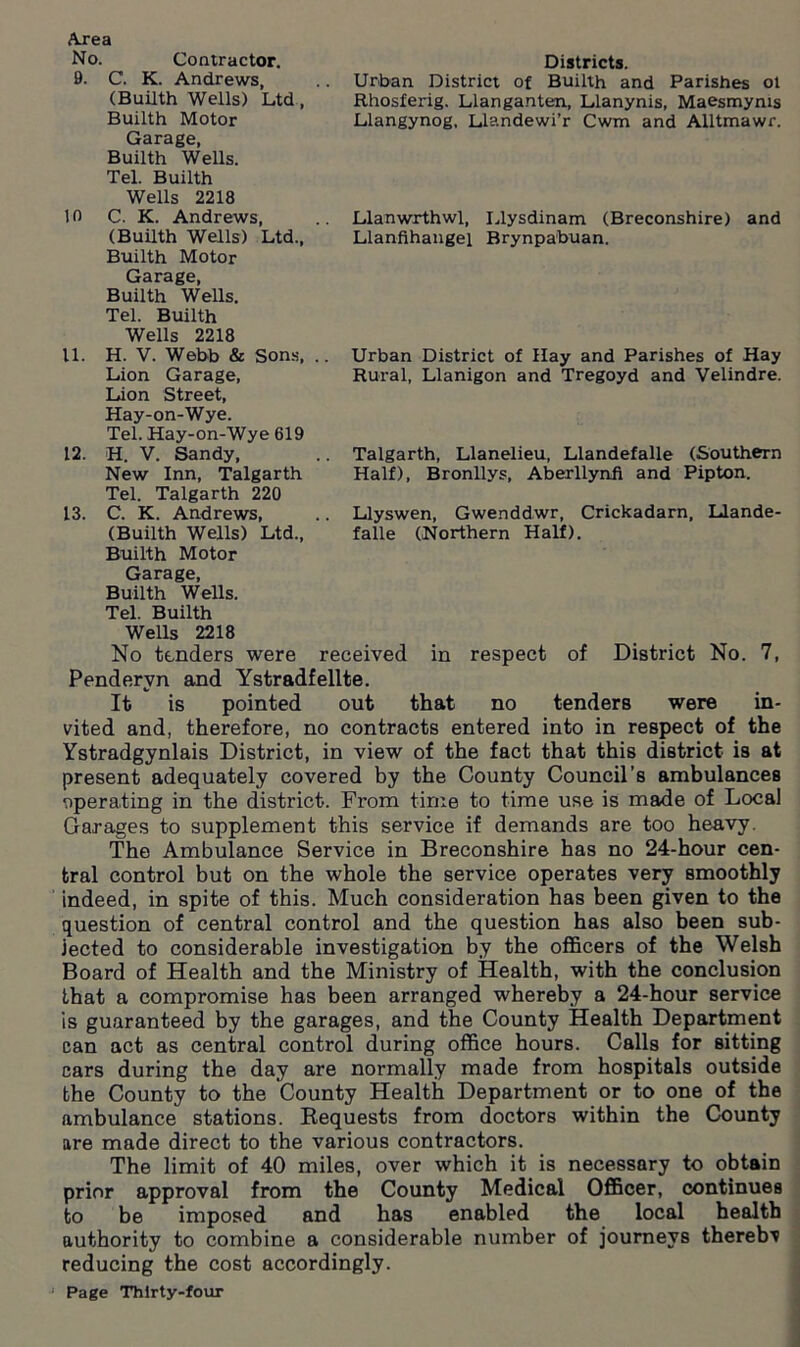 Area
No. Contractor. Districts.
9. C. K. Andrews, .. Urban District of Builth and Parishes ot
(Builth Wells) Ltd, Rhosferig. Llanganten, Llanynis, Maesmynis
Builth Motor Llangynog, Llandewi'r Cwm and Alltmawr.
Garage,
Builth Wells.
Tel. Builth
Wells 2218
10 C. K. Andrews, .. Llanwrthwl, Llysdinam (Breconshire) and
(Builth Wells) Ltd., Llanfihangel Brynpabuan.
Builth Motor
Garage,
Builth Wells.
Tel. Builth
Wells 2218
11. H. V. Webb & Sons, .. Urban District of Hay and Parishes of Hay
Lion Garage, Rural, Llanigon and Tregoyd and Velindre.
Lion Street,
Hay-on-Wye.
Tel. Hay-on-Wye 619
12. H. V. Sandy, .. Talgarth, Llanelieu, Llandefalle (Southern
New Inn, Talgarth Half), Bronllys, Aberllynfi and Pipton.
Tel. Talgarth 220
13. C. K. Andrews, .. Llyswen, Gwenddwr, Crickadarn, Llande-
(Builth Wells) Ltd., falle (Northern Half).
Builth Motor
Garage,
Builth Wells.
Tel. Builth
Wells 2218
No tenders were received in respect of District No. 7,
Penderyn and Ystradfellte.
It is pointed out that no tenders were in-
vited and, therefore, no contracts entered into in respect of the
Ystradgynlais District, in view of the fact that this district is at
present adequately covered by the County Council's ambulances
operating in the district. From time to time use is made of Local
Garages to supplement this service if demands are too heavy.
The Ambulance Service in Breconshire has no 24-hour cen-
tral control but on the whole the service operates very smoothly
indeed, in spite of this. Much consideration has been given to the
question of central control and the question has also been sub-
jected to considerable investigation by the officers of the Welsh
Board of Health and the Ministry of Health, with the conclusion
that a compromise has been arranged whereby a 24-hour service
is guaranteed by the garages, and the County Health Department
can act as central control during office hours. Calls for sitting
cars during the day are normally made from hospitals outside
the County to the County Health Department or to one of the
ambulance stations. Requests from doctors within the County
are made direct to the various contractors.
The limit of 40 miles, over which it is necessary to obtain
prior approval from the County Medical Officer, continues
to be imposed and has enabled the local health
authority to combine a considerable number of journeys thereby
reducing the cost accordingly.
Page Thirty-four